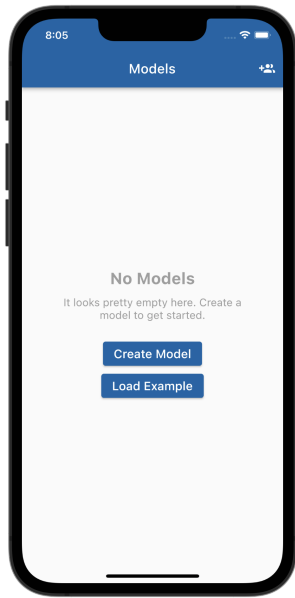 8:05
Models
No Models
It looks pretty empty here. Create a
model to get started.
Create Model
Load Example